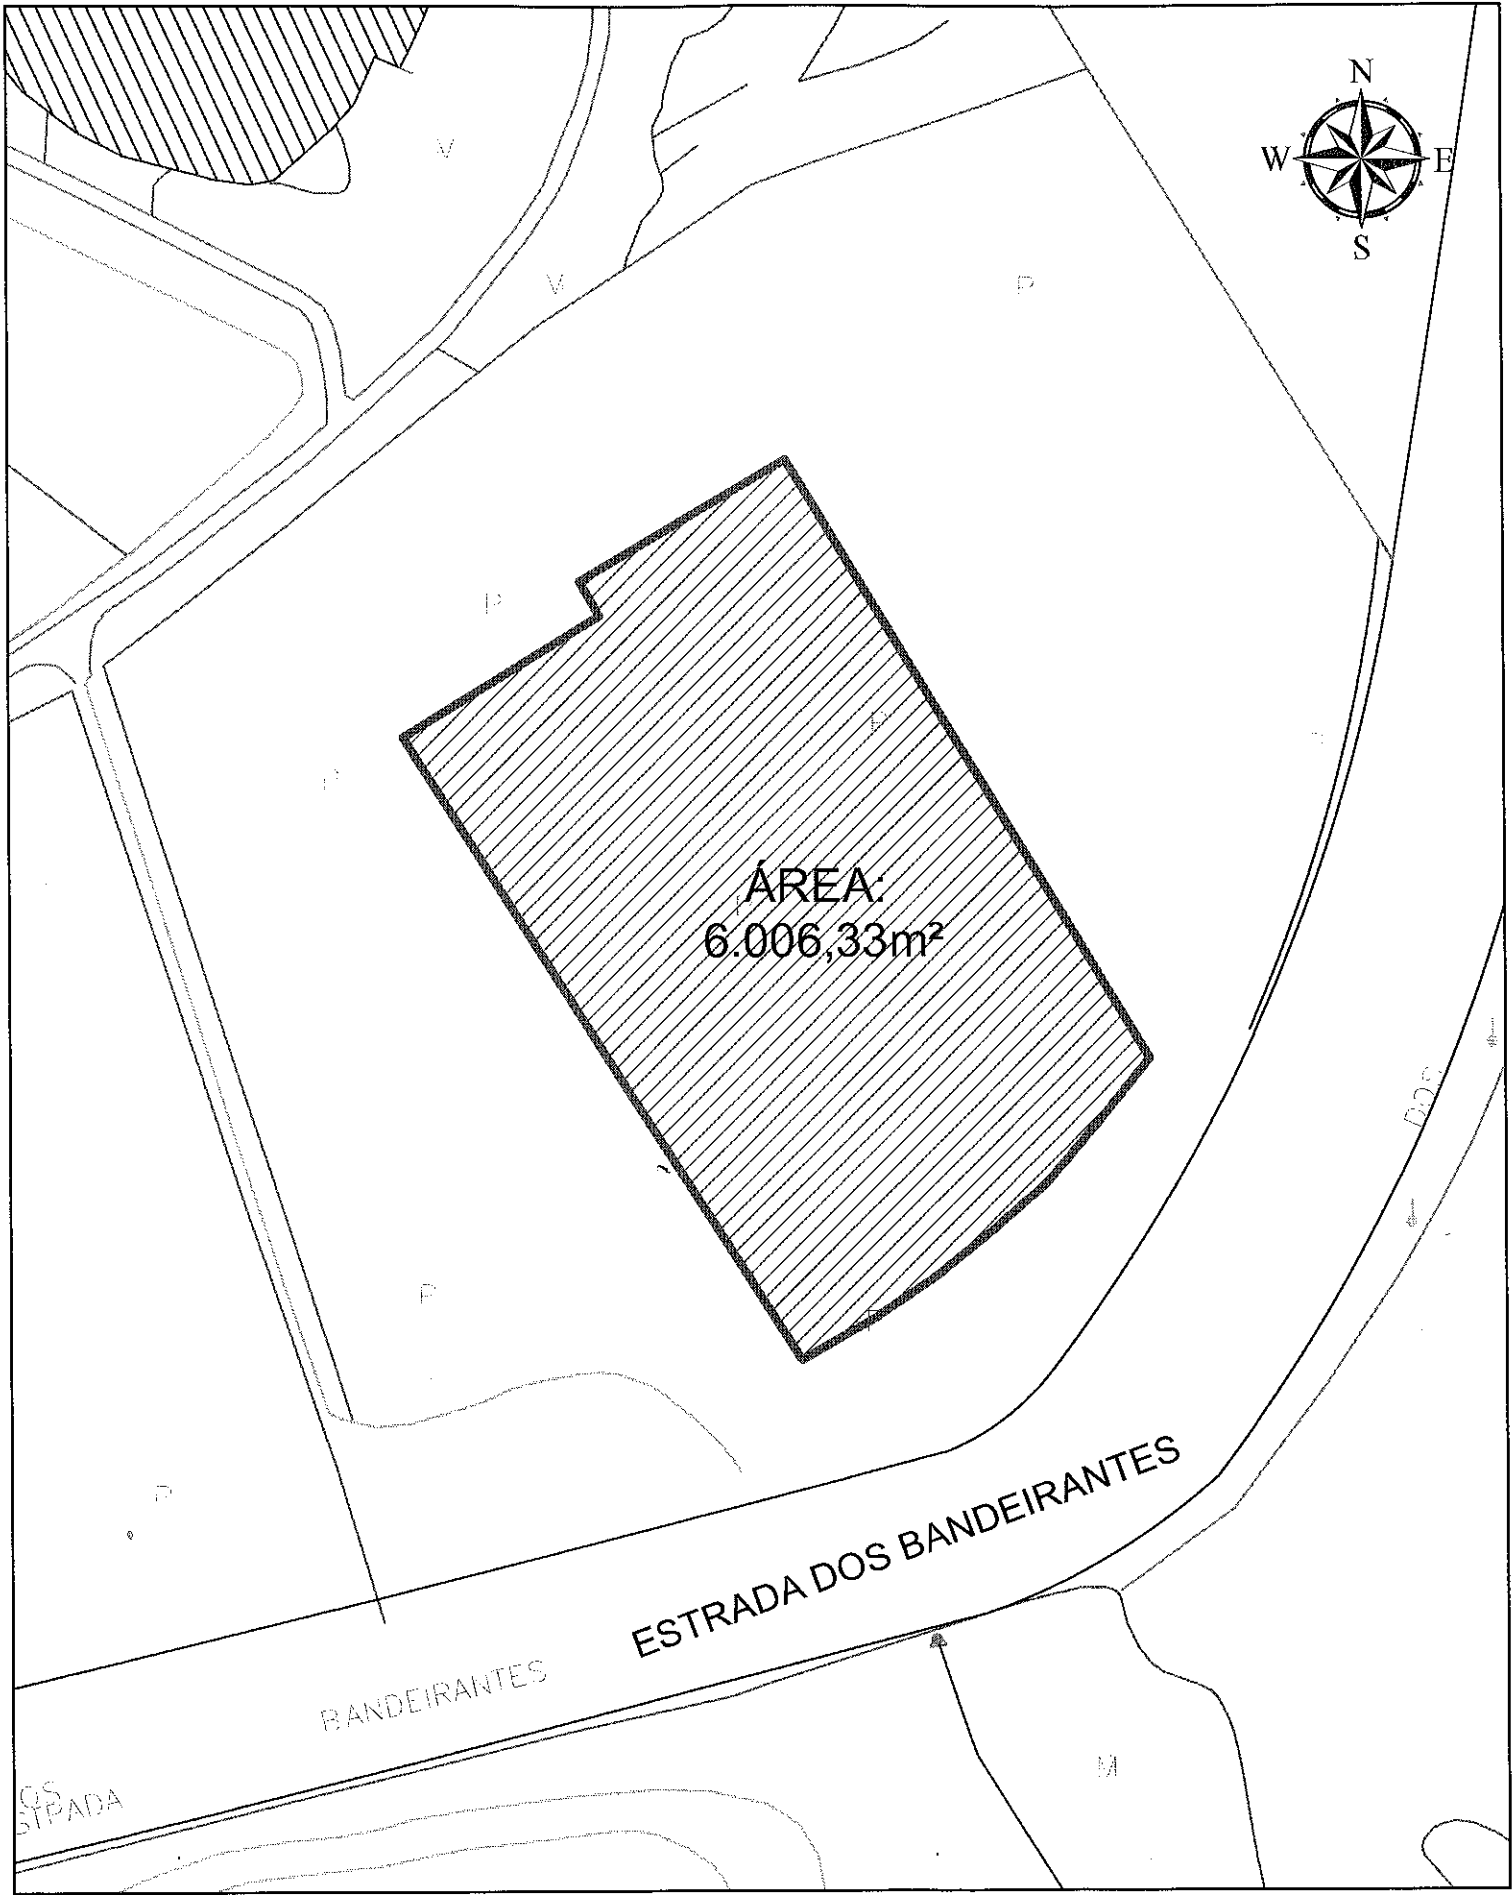 N
W E
S
V
V
P
P
P
P
ÁREA:
6.006,33m²
P
P
DOS
ESTRADA DOS BANDEIRANTES
BANDEIRANTES
M